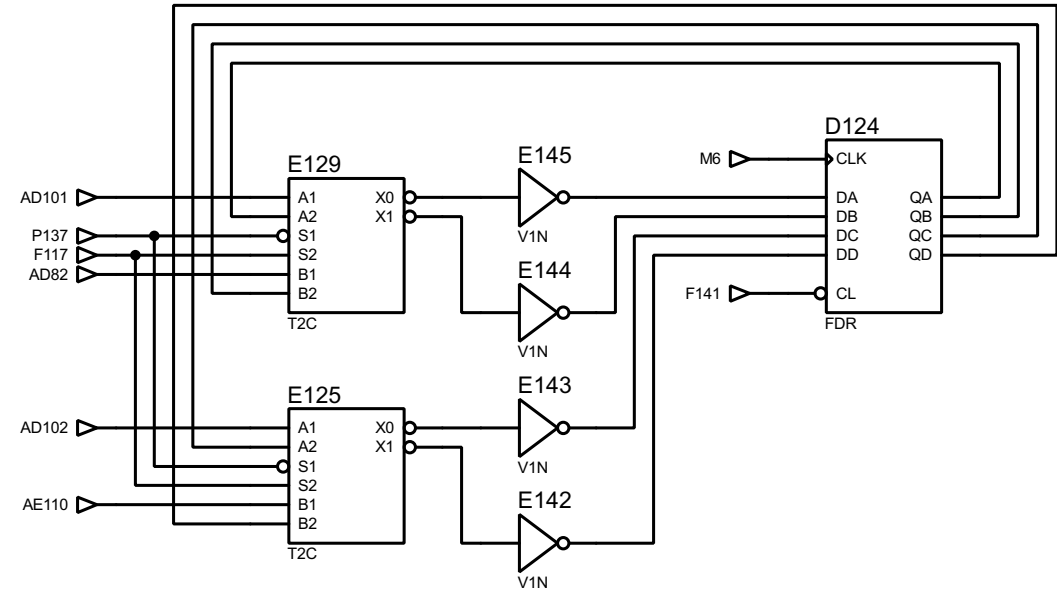 D124
M6
CLK
DA
QA
DB
QB
DC
QC
DD
QD
F141
CL
FDR
E129
AD101
A1
X0
A2
X1
P137
S1
F117
S2
AD82
B1
B2
T2C
E145
V1N
E144
V1N
E125
AD102
A1
X0
A2
X1
S1
S2
AE110
B1
B2
T2C
E143
V1N
E142
V1N